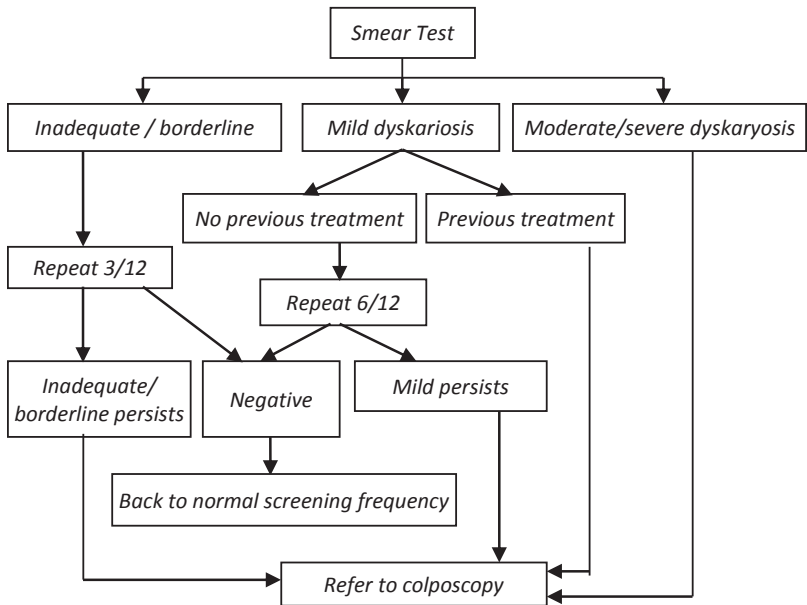 Smear Test
Inadequate / borderline
Mild dyskariosis
Moderate/severe dyskaryosis
No previous treatment
Previous treatment
Repeat 3/12
Repeat 6/12
Inadequate/
borderline persists
Negative
Mild persists
Back to normal screening frequency
Refer to colposcopy